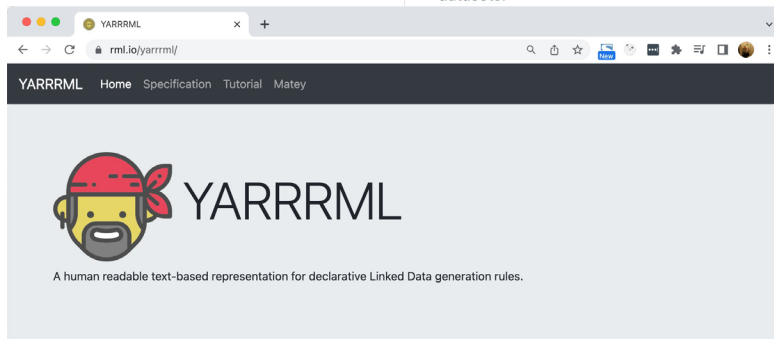 YARRRML
rml.io/yarrrml/
New
YARRRML Home Specification Tutorial Matey
YARRRML
A human readable text-based representation for declarative Linked Data generation rules.